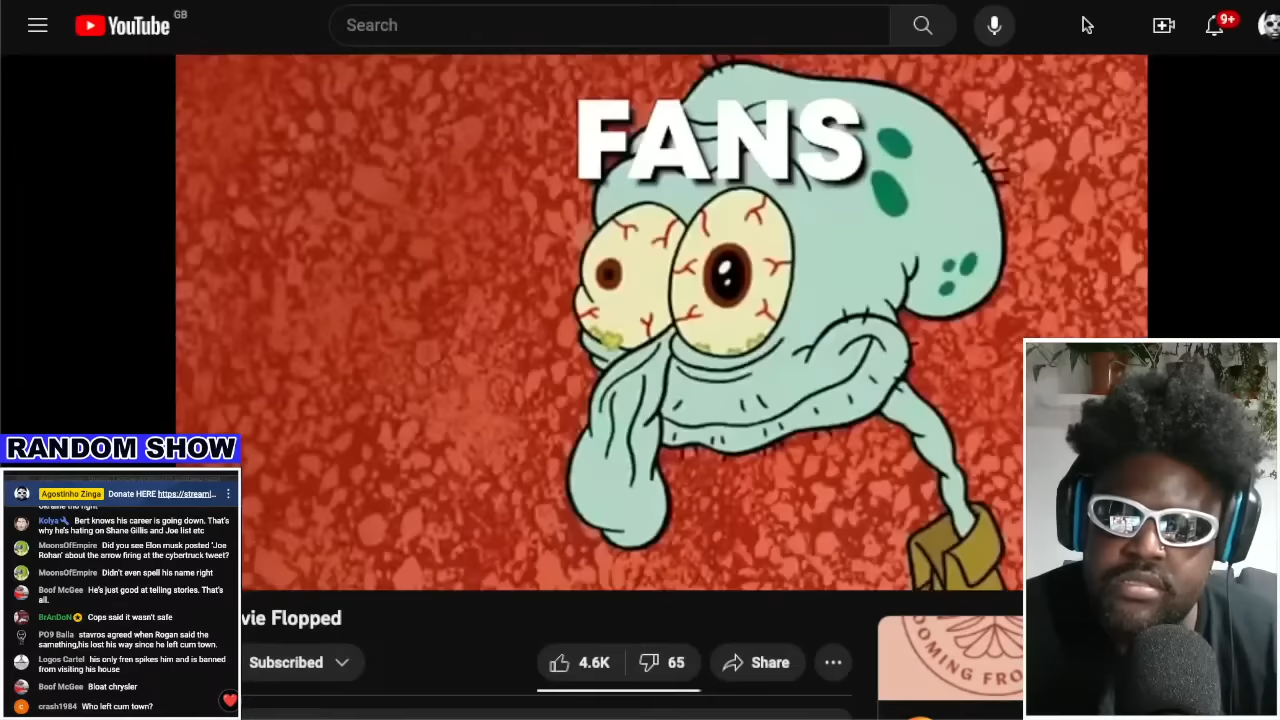 YouTube GB
Search
9+
FANS
RANDOM SHOW
Agostinho Zinga Donate HERE https://streaml...
Kolya Bert knows his career is going down. That's
why he's hating on Shane Gillis and Joe list etc
MoonsOfEmpire Did you see Elon musk posted 'Joe
Rohan' about the arrow firing at the cybertruck tweet?
MoonsOfEmpire Didn't even spell his name right
Boof McGee He's just good at telling stories. That's
all.
BrAnDoN Cops said it wasn't safe
PO9 Balla stavros agreed when Rogan said the
samething,his lost his way since he left cum town.
Logos Cartel his only fren spikes him and is banned
from visiting his house
Boof McGee Bloat chrysler
crash1984 Who left cum town?
vie Flopped
Subscribed
4.6K
65
Share
OOMING FRO